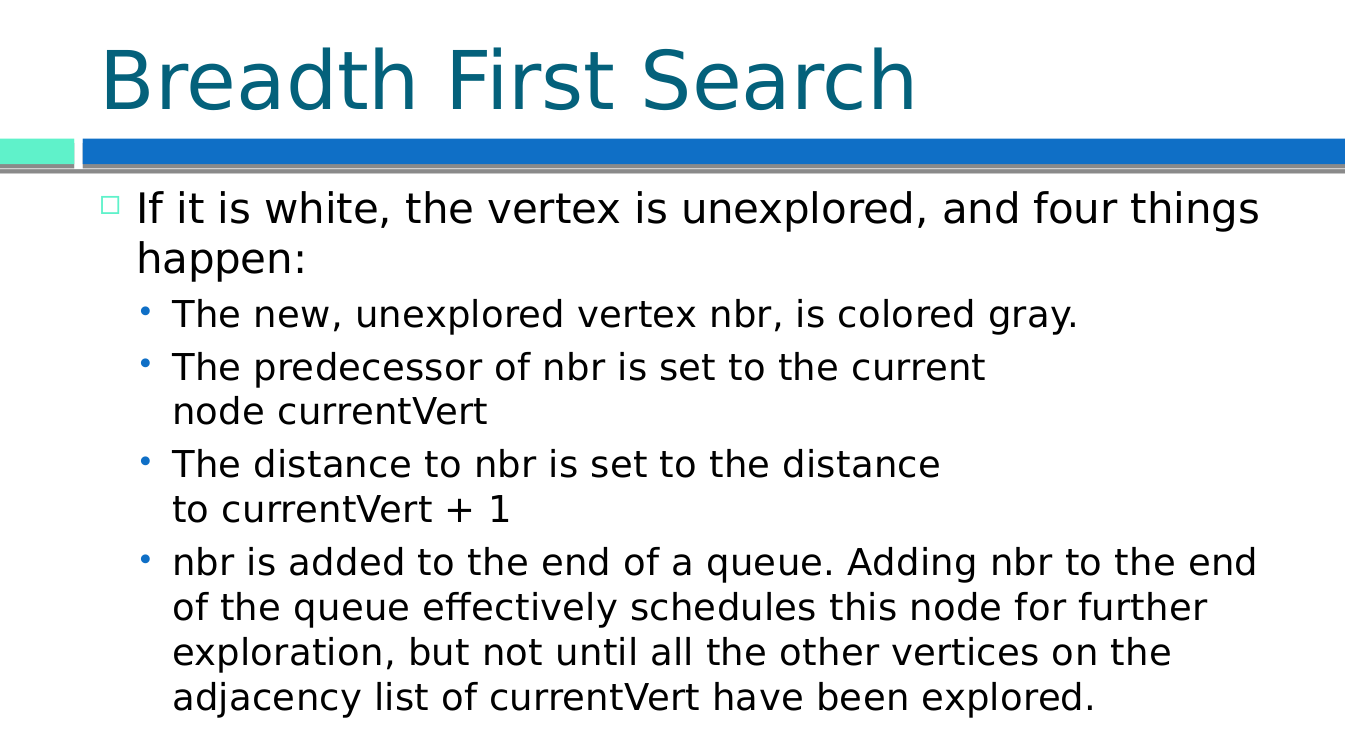 Breadth First Search
If it is white, the vertex is unexplored, and four things
happen:
The new, unexplored vertex nbr, is colored gray.
The predecessor of nbr is set to the current
node currentVert
The distance to nbr is set to the distance
to currentVert + 1
nbr is added to the end of a queue. Adding nbr to the end
of the queue effectively schedules this node for further
exploration, but not until all the other vertices on the
adjacency list of currentVert have been explored.